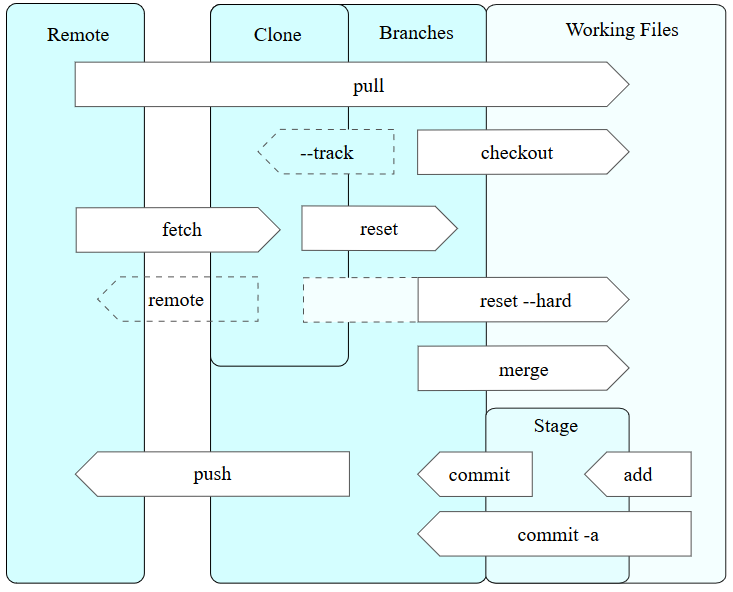 Remote
Clone
Branches
Working Files
pull
--track
checkout
fetch
reset
remote
reset --hard
merge
Stage
push
commit
add
commit -a